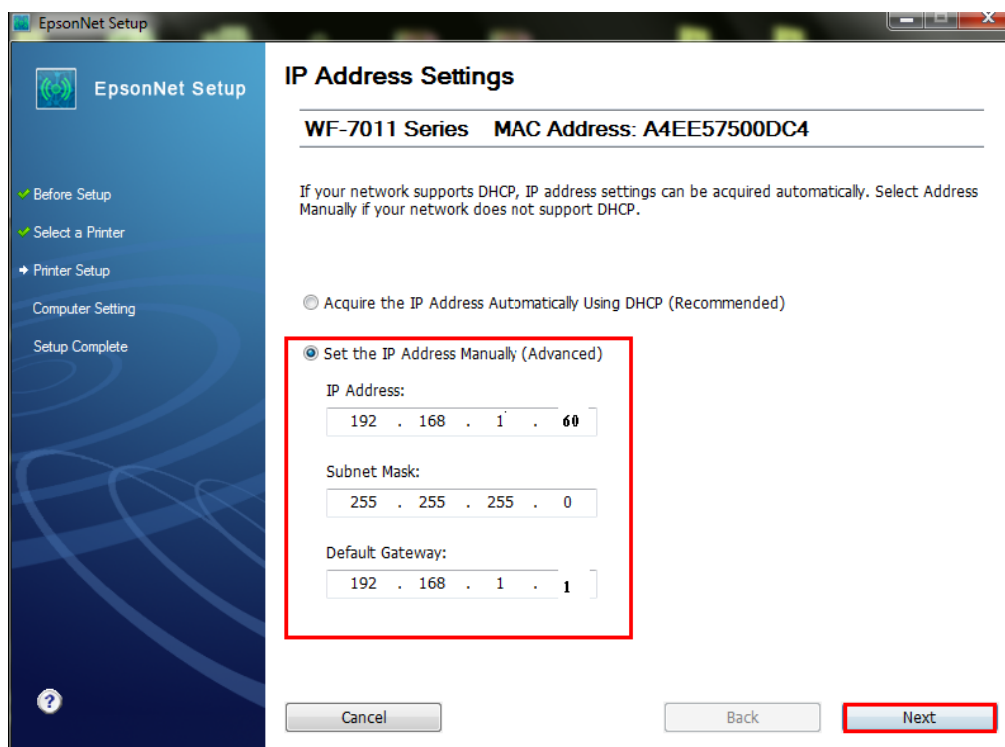 EpsonNet Setup
EpsonNet Setup
Before Setup
Select a Printer
Printer Setup
Computer Setting
Setup Complete
IP Address Settings
WF-7011 Series MAC Address: A4EE57500DC4
If your network supports DHCP, IP address settings can be acquired automatically. Select Address
Manually if your network does not support DHCP.
Acquire the IP Address Automatically Using DHCP (Recommended)
Set the IP Address Manually (Advanced)
IP Address:
192 . 168 . 1 . 60
Subnet Mask:
255 . 255 . 255 . 0
Default Gateway:
192 . 168 . 1 . 1
?
Cancel Back Next